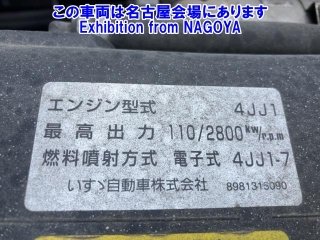 この車両は名古屋会場にあります
Exhibition from NAGOYA
エンジン型式 4JJ1
最高出力 110/2800 kW/r.p.m
燃料噴射方式 電子式 4JJ1-7
いすゞ自動車株式会社 8981315090